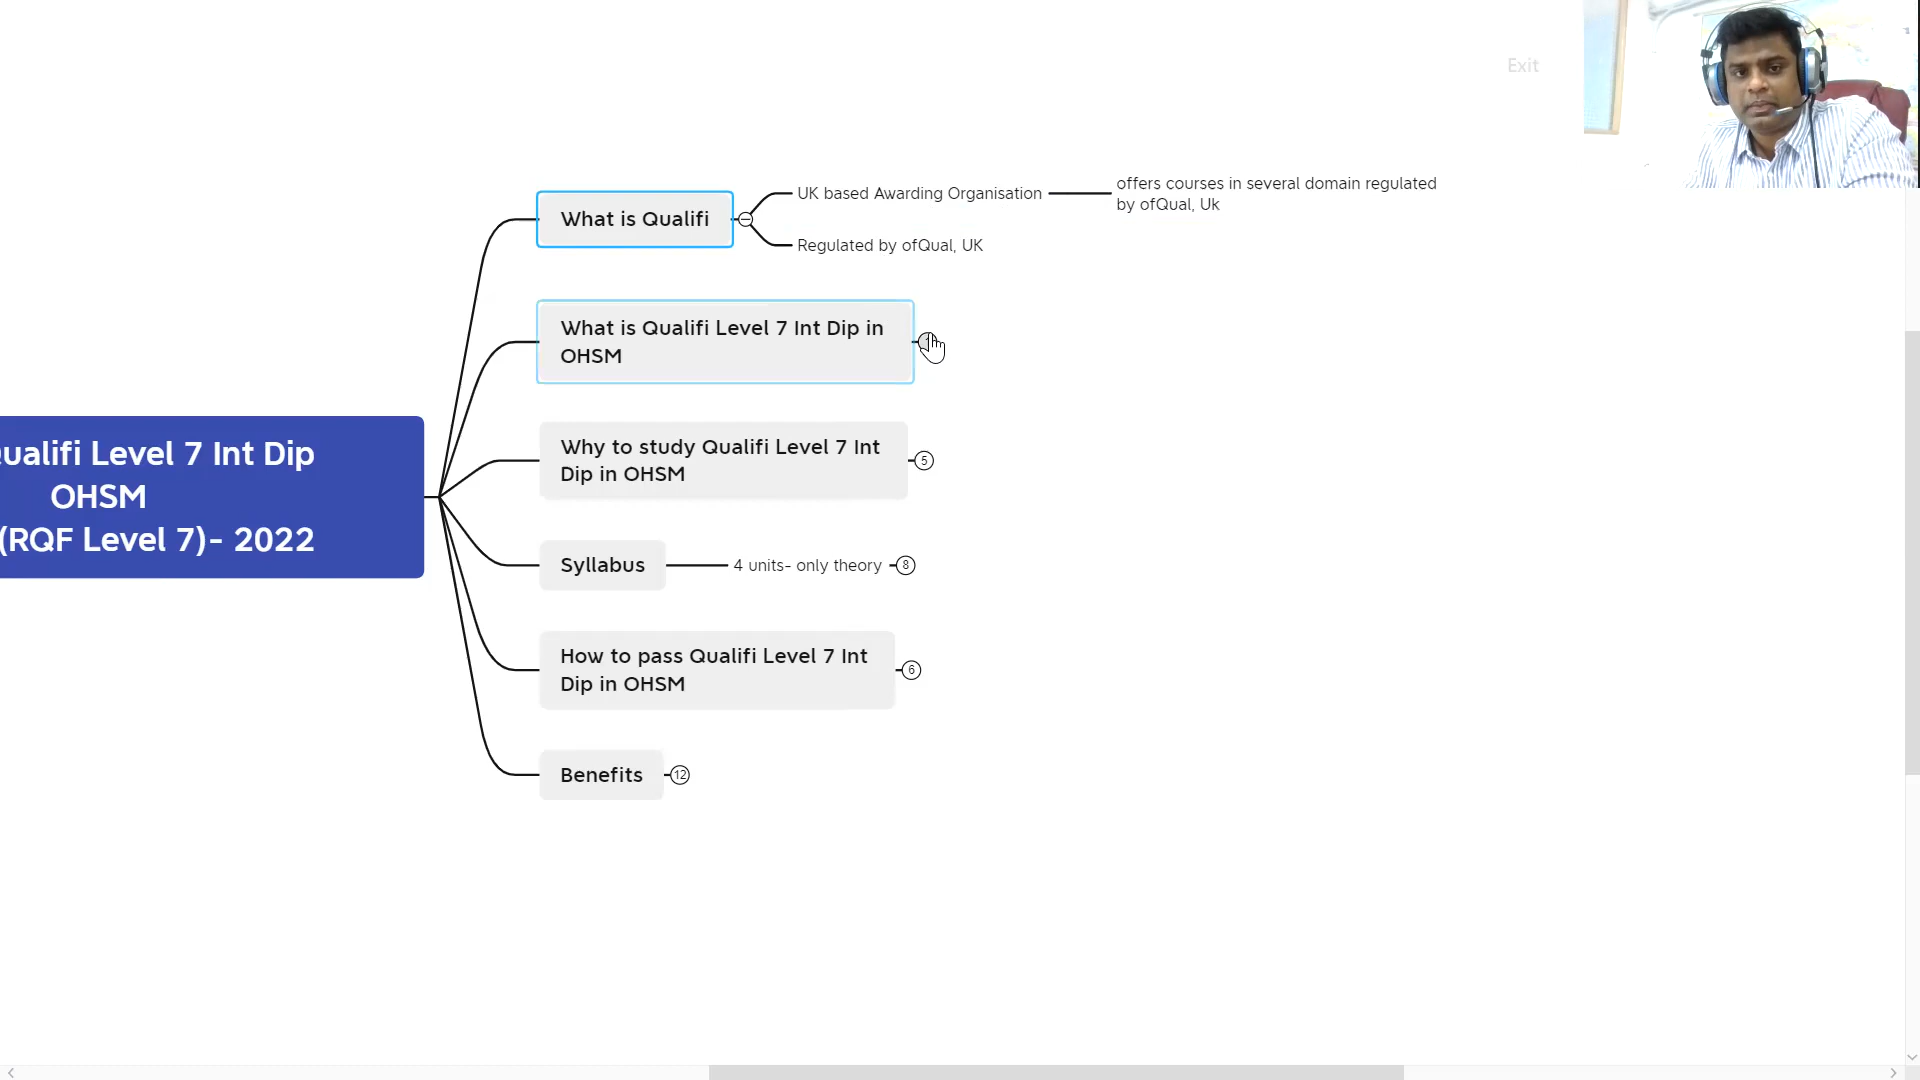 Exit
What is Qualifi
UK based Awarding Organisation
offers courses in several domain regulated
by ofQual, Uk
Regulated by ofQual, UK
What is Qualifi Level 7 Int Dip in
OHSM
Why to study Qualifi Level 7 Int
Dip in OHSM
5
ualifi Level 7 Int Dip
OHSM
(RQF Level 7)- 2022
Syllabus
4 units- only theory
8
How to pass Qualifi Level 7 Int
Dip in OHSM
6
Benefits
12